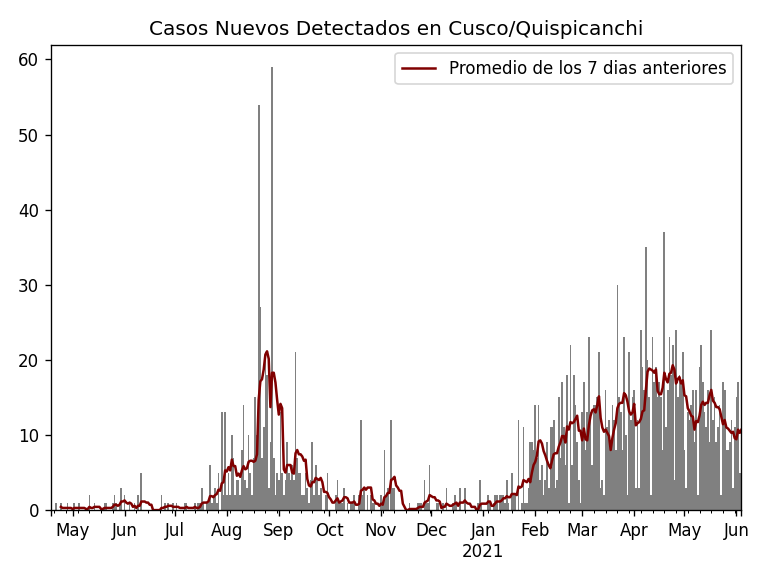 Casos Nuevos Detectados en Cusco/Quispicanchi
Promedio de los 7 dias anteriores
60
50
40
30
20
10
0
May Jun Jul Aug Sep Oct Nov Dec Jan Feb Mar Apr May Jun
2021